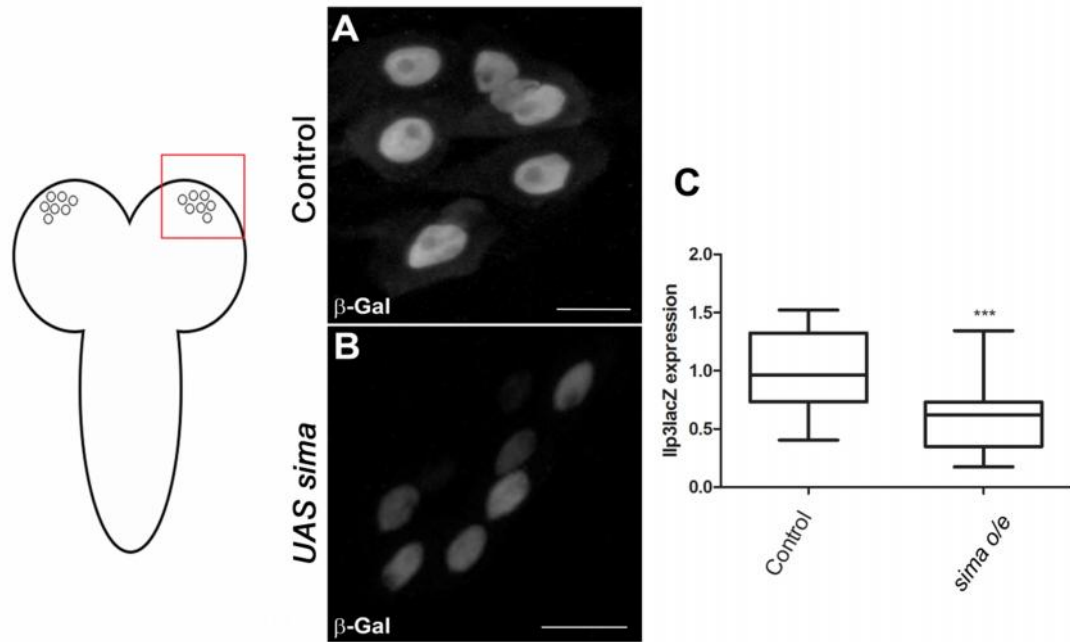 A
Control
β-Gal
B
UAS sima
β-Gal
C
Ilp3lacZ expression
2.0
1.5
1.0
0.5
0.0
***
Control
sima o/e